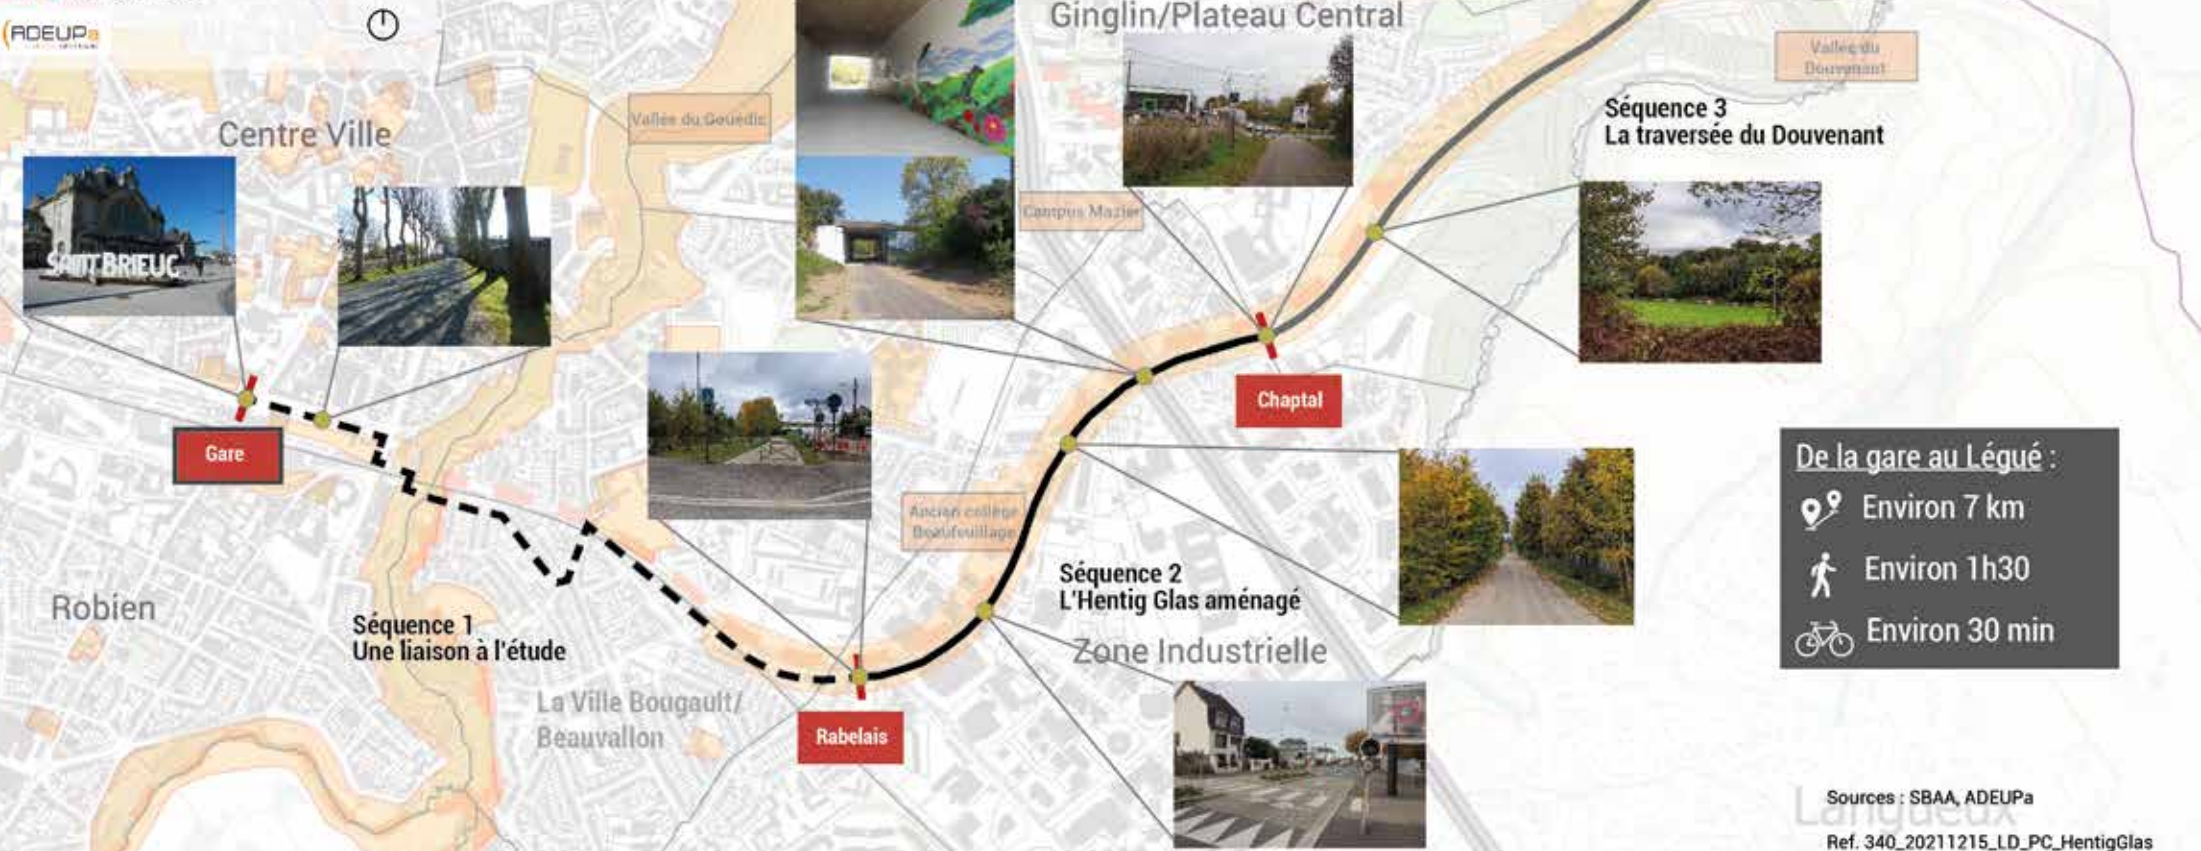 ADEUPa
Ginglin/Plateau Central
Vallée du
Douvenant
Centre Ville
Vallée du Gouédic
Séquence 3
La traversée du Douvenant
SAINT BRIEUC
Campus Mazier
Chaptal
Gare
De la gare au Légué :
Environ 7 km
Environ 1h30
Environ 30 min
Ancien collège
Beaufeuillage
Séquence 2
L'Hentig Glas aménagé
Robien
Séquence 1
Une liaison à l'étude
Zone Industrielle
La Ville Bougault/
Beauvallon
Rabelais
Langueux
Sources : SBAA, ADEUPa
Ref. 340_20211215_LD_PC_HentigGlas